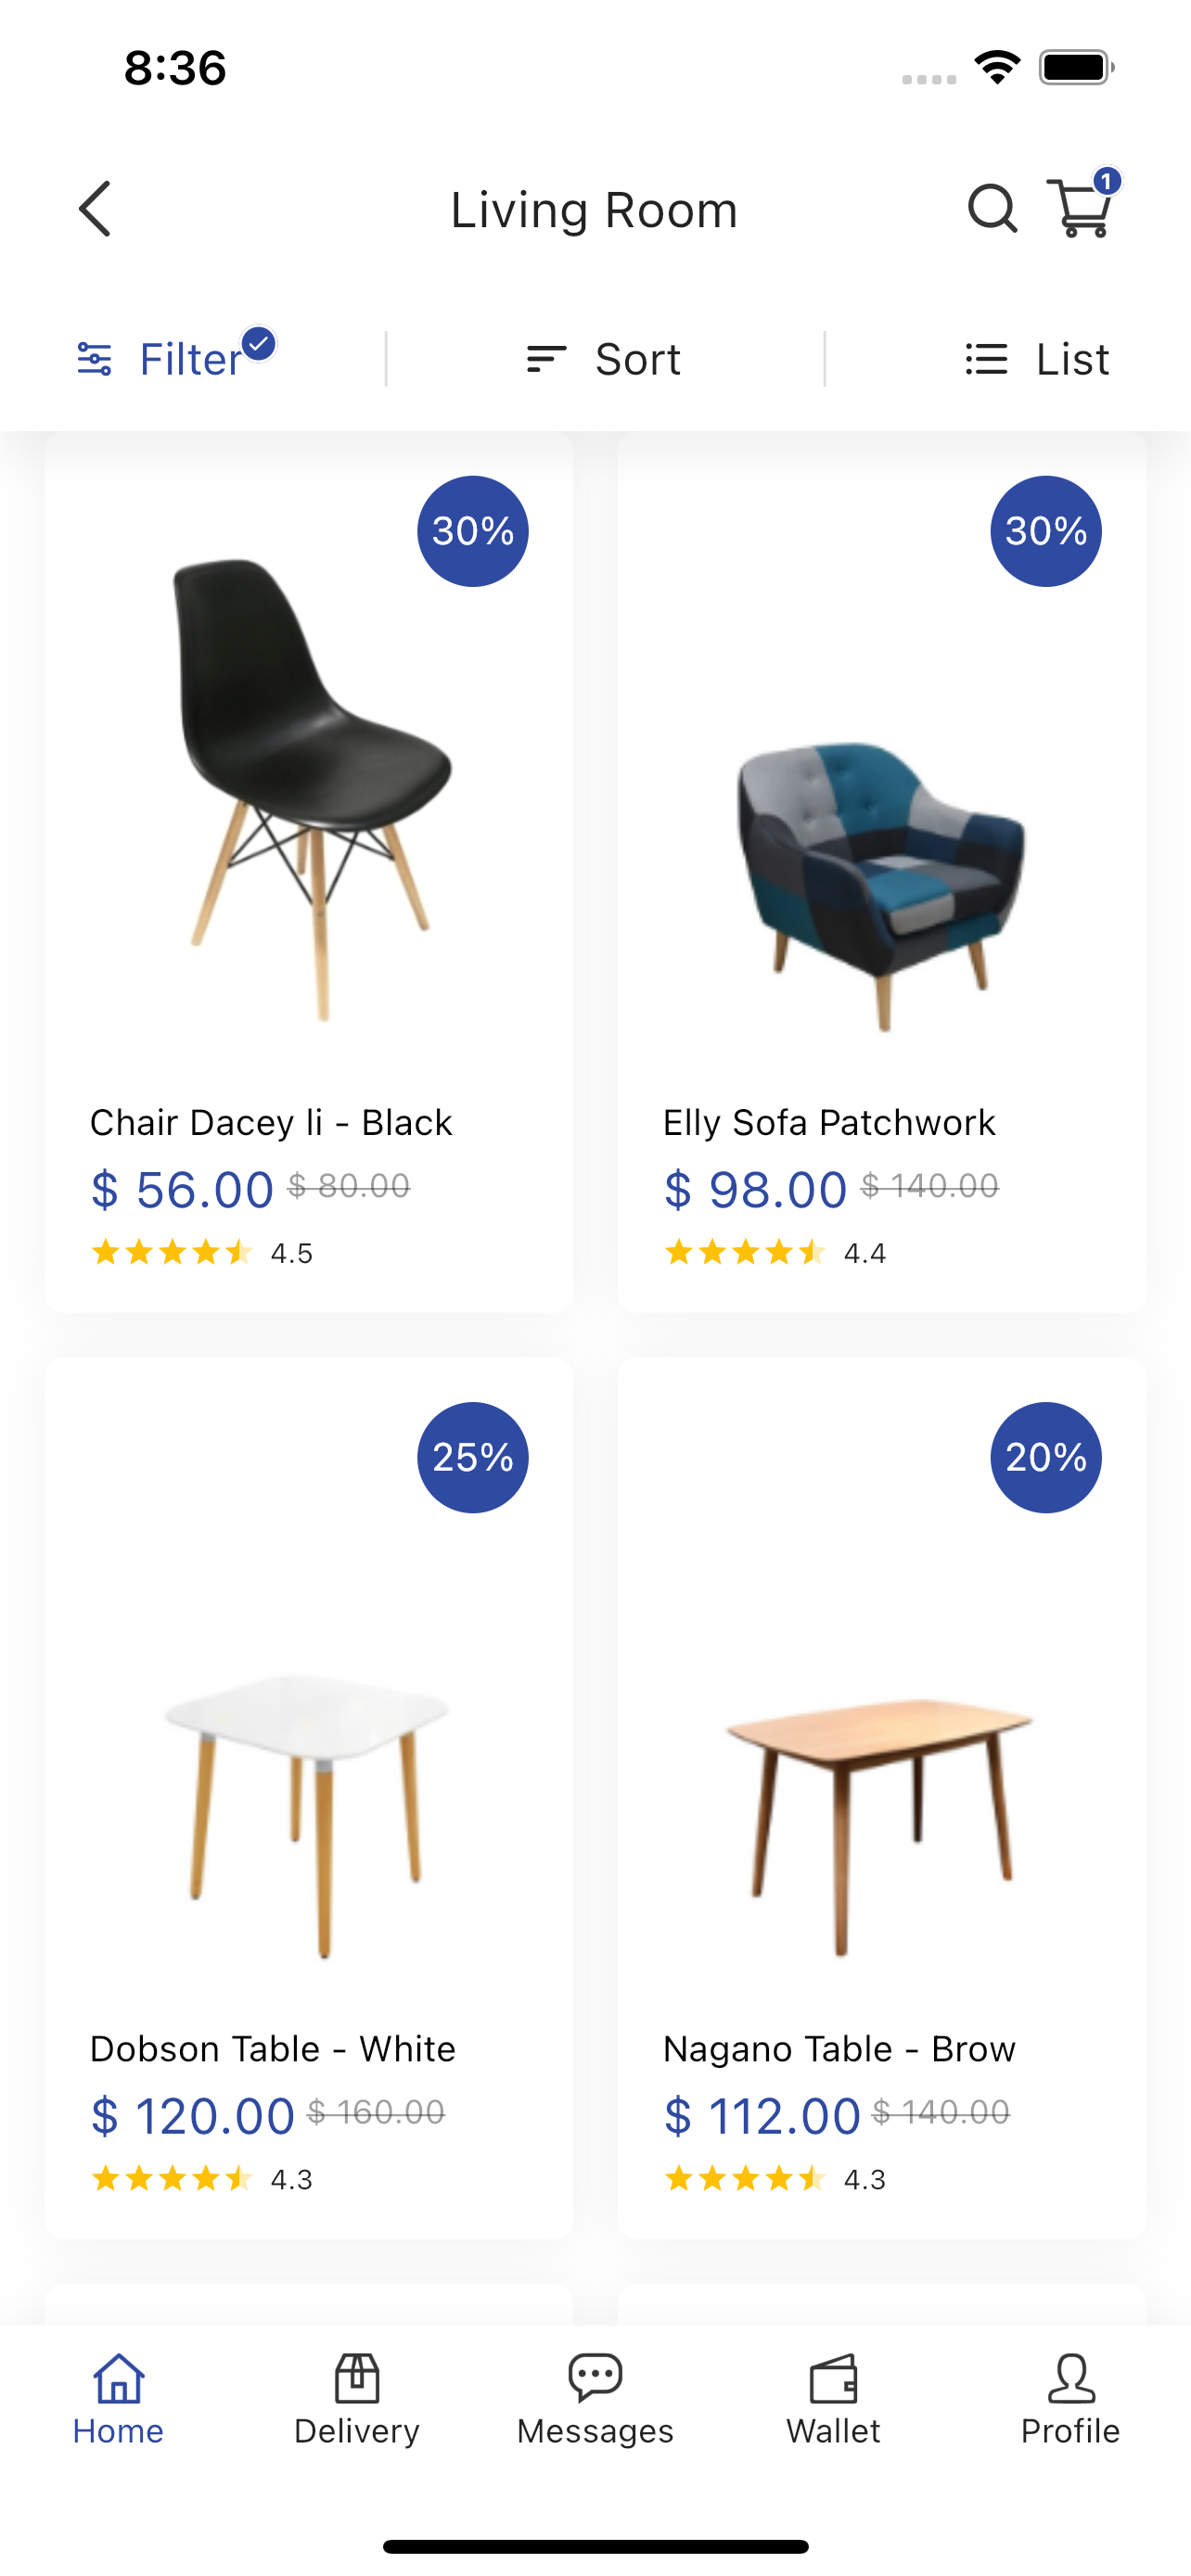 8:36
Living Room
1
Filter
Sort
List
30%
30%
Chair Dacey li - Black
$ 56.00 $ 80.00
4.5
Elly Sofa Patchwork
$ 98.00 $ 140.00
4.4
25%
20%
Dobson Table - White
$ 120.00 $ 160.00
4.3
Nagano Table - Brow
$ 112.00 $ 140.00
4.3
Home
Delivery
Messages
Wallet
Profile